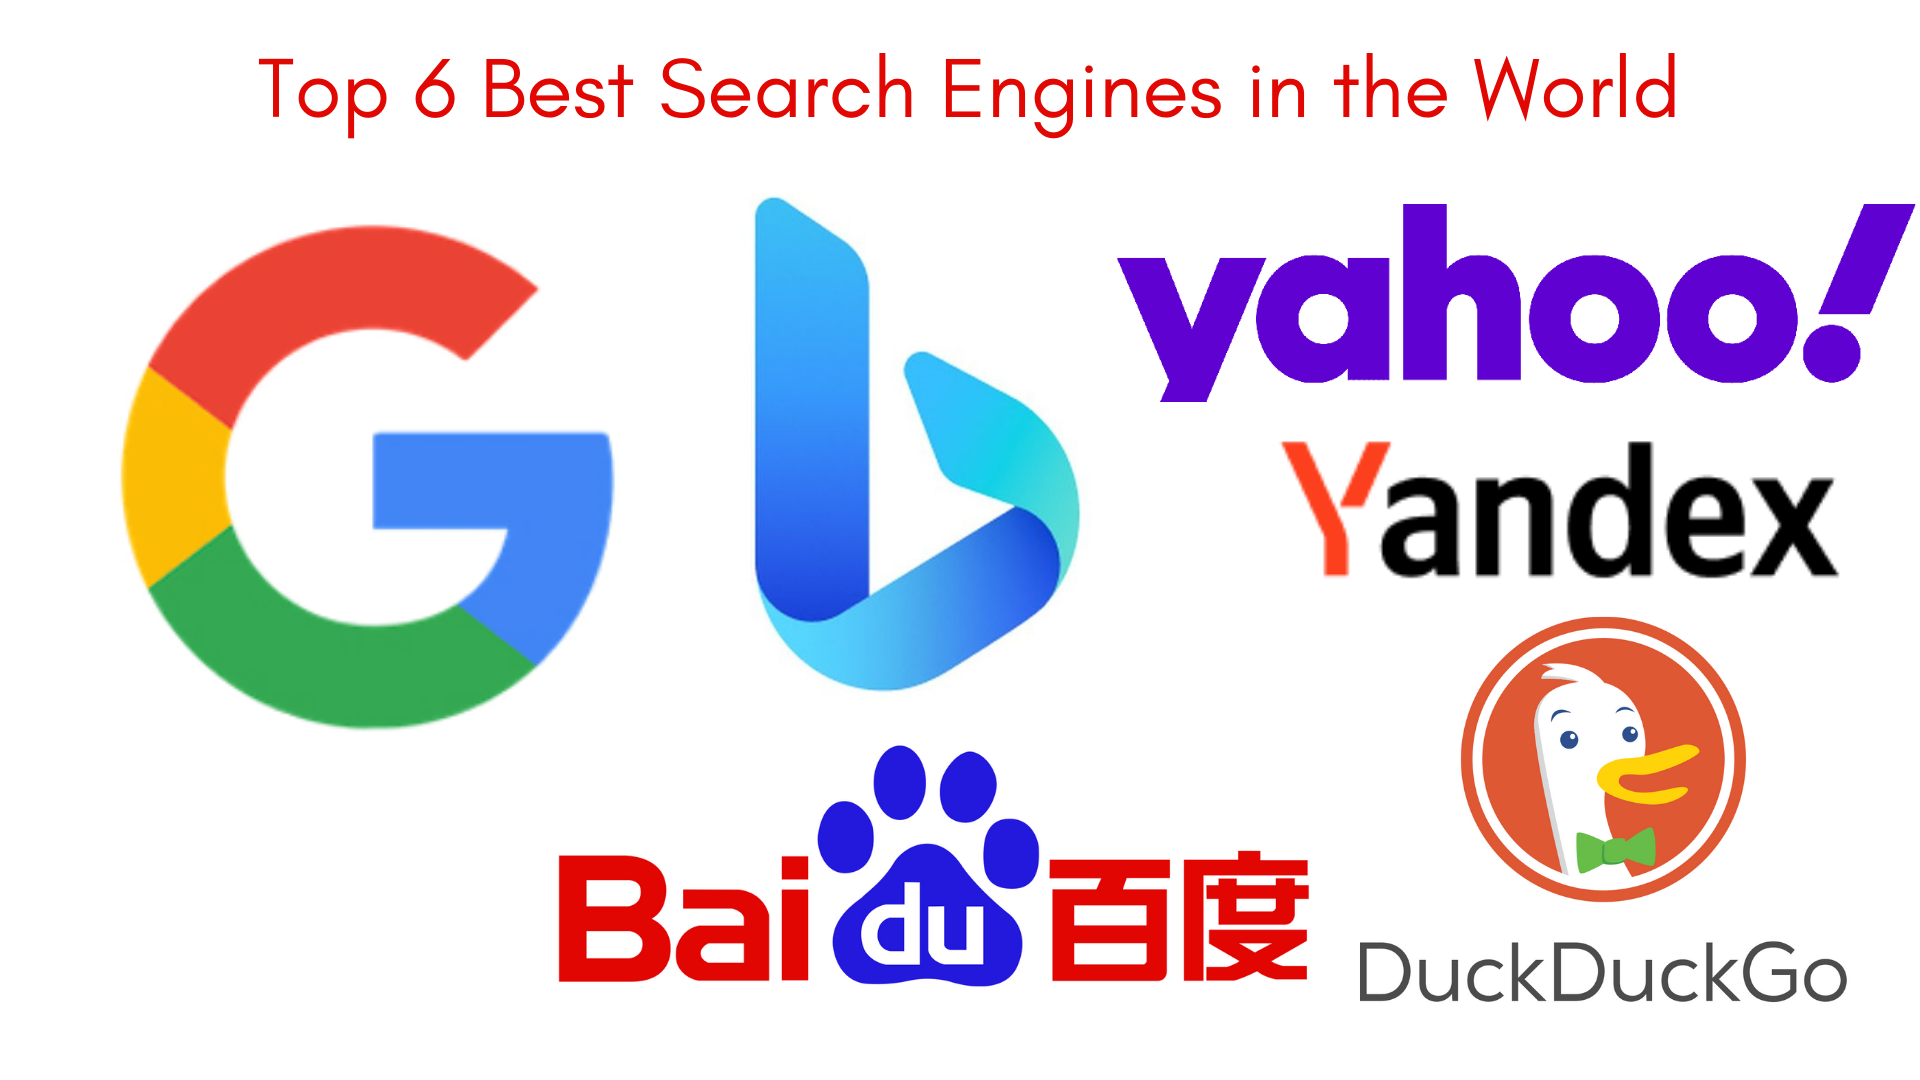 Top 6 Best Search Engines in the World
G
b
yahoo!
Yandex
Baidu百度
DuckDuckGo